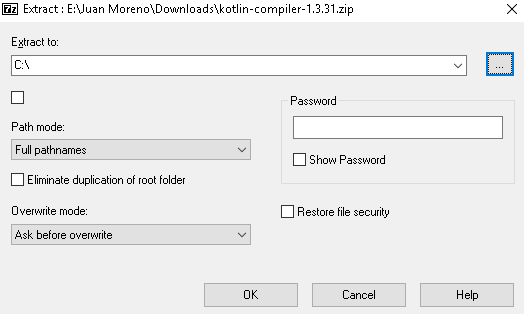 7z Extract : E:\Juan Moreno\Downloads\kotlin-compiler-1.3.31.zip
Extract to:
C:\
...
Path mode:
Full pathnames
Eliminate duplication of root folder
Overwrite mode:
Ask before overwrite
Password
Show Password
Restore file security
OK
Cancel
Help